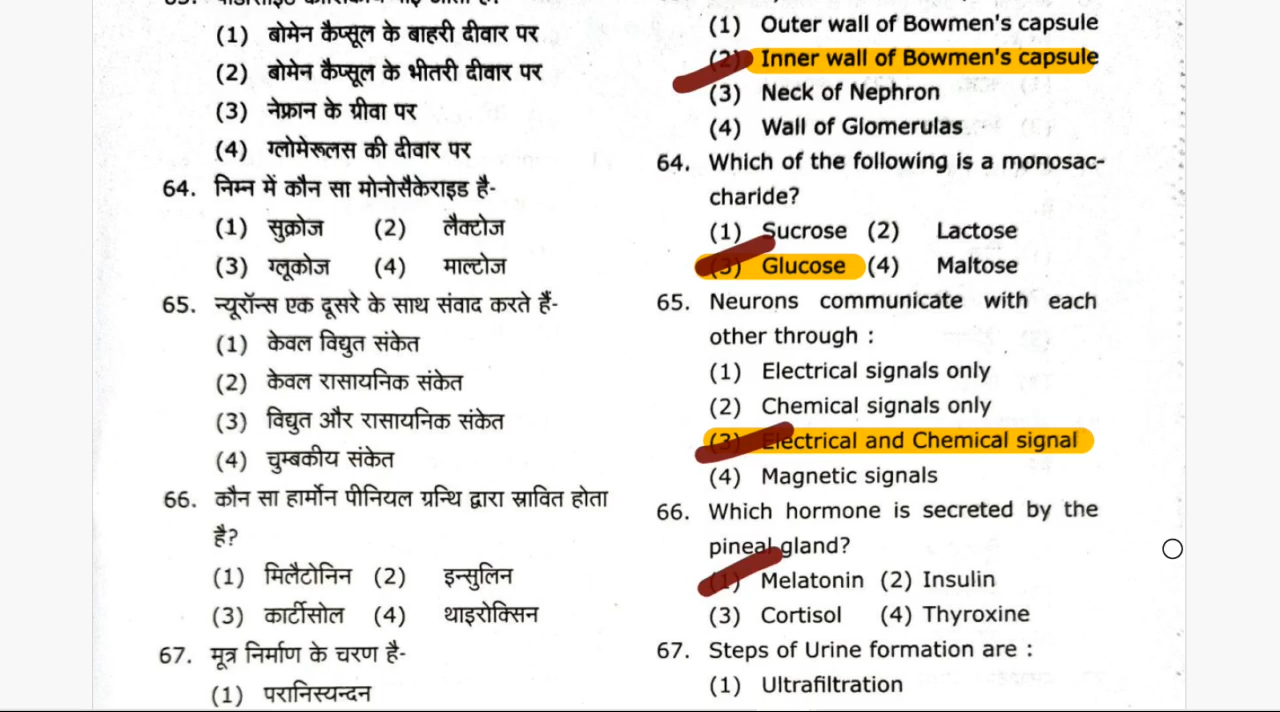 (1) बोमेन कैप्सूल के बाहरी दीवार पर
(2) बोमेन कैप्सूल के भीतरी दीवार पर
(3) नेफ्रान के ग्रीवा पर
(4) ग्लोमेरूलस की दीवार पर
64. निम्न में कौन सा मोनोसैकेराइड है-
(1) सुक्रोज (2) लैक्टोज
(3) ग्लूकोज (4) माल्टोज
65. न्यूरॉन्स एक दूसरे के साथ संवाद करते हैं-
(1) केवल विद्युत संकेत
(2) केवल रासायनिक संकेत
(3) विद्युत और रासायनिक संकेत
(4) चुम्बकीय संकेत
66. कौन सा हार्मोन पीनियल ग्रन्थि द्वारा स्रावित होता
है?
(1) मिलैटोनिन (2) इन्सुलिन
(3) कार्टीसोल (4) थाइरोक्सिन
67. मूत्र निर्माण के चरण है-
(1) परानिस्यन्दन
(1) Outer wall of Bowmen's capsule
(2) Inner wall of Bowmen's capsule
(3) Neck of Nephron
(4) Wall of Glomerulas
64. Which of the following is a monosac-
charide?
(1) Sucrose (2) Lactose
(3) Glucose (4) Maltose
65. Neurons communicate with each
other through :
(1) Electrical signals only
(2) Chemical signals only
(3) Electrical and Chemical signal
(4) Magnetic signals
66. Which hormone is secreted by the
pineal gland?
(1) Melatonin (2) Insulin
(3) Cortisol (4) Thyroxine
67. Steps of Urine formation are :
(1) Ultrafiltration